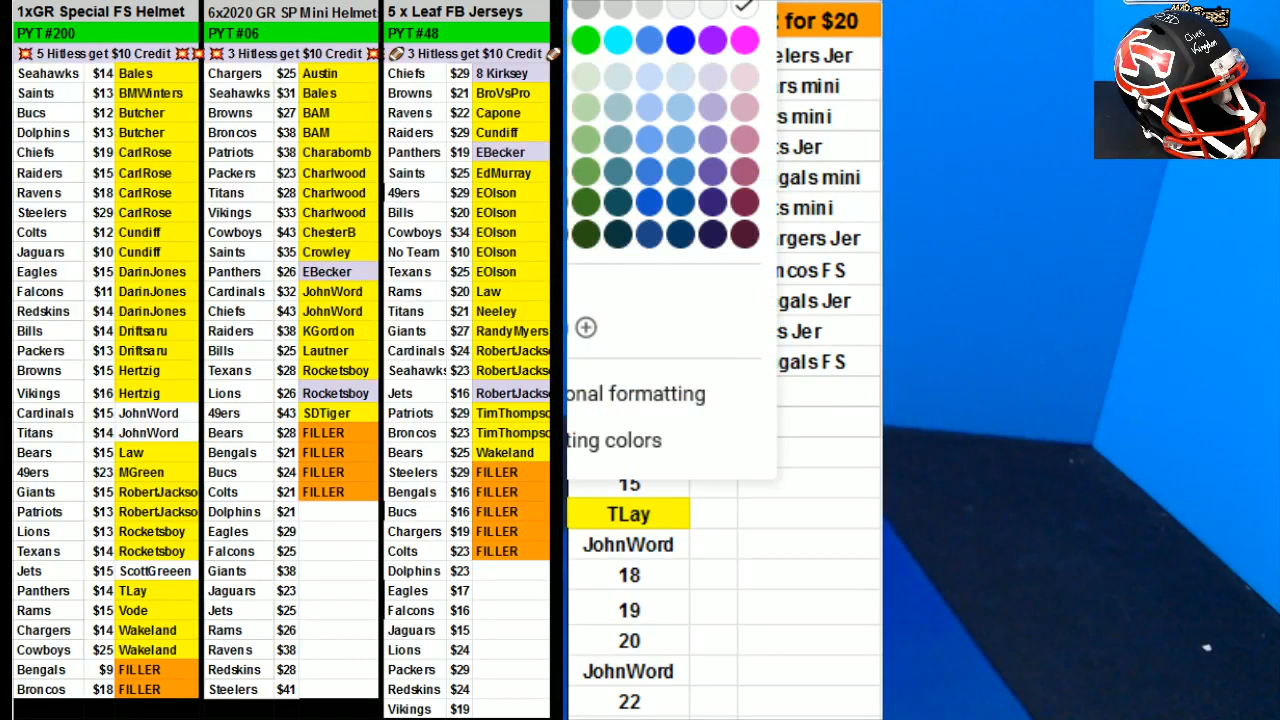 1xGR Special FS Helmet
PYT #200
5 Hitless get $10 Credit
Seahawks $14 Bales
Saints $13 BMWinters
Bucs $12 Butcher
Dolphins $13 Butcher
Chiefs $19 CarlRose
Raiders $15 CarlRose
Ravens $18 CarlRose
Steelers $29 CarlRose
Colts $12 Cundiff
Jaguars $10 Cundiff
Eagles $15 DarinJones
Falcons $11 DarinJones
Redskins $14 DarinJones
Bills $14 Driftsaru
Packers $13 Driftsaru
Browns $15 Hertzig
Vikings $16 Hertzig
Cardinals $15 JohnWord
Titans $14 JohnWord
Bears $15 Law
49ers $23 MGreen
Giants $15 RobertJackso
Patriots $13 RobertJackso
Lions $13 Rocketsboy
Texans $14 Rocketsboy
Jets $15 ScottGreeen
Panthers $14 TLay
Rams $15 Vode
Chargers $14 Wakeland
Cowboys $25 Wakeland
Bengals $9 FILLER
Broncos $18 FILLER
6x2020 GR SP Mini Helmet
PYT #06
3 Hitless get $10 Credit
Chargers $25 Austin
Seahawks $31 Bales
Browns $27 BAM
Broncos $38 BAM
Patriots $38 Charabomb
Packers $23 Charlwood
Titans $28 Charlwood
Vikings $33 Charlwood
Cowboys $43 ChesterB
Saints $35 Crowley
Panthers $26 EBecker
Cardinals $32 JohnWord
Chiefs $43 JohnWord
Raiders $38 KGordon
Bills $25 Lautner
Texans $28 Rocketsboy
Lions $26 Rocketsboy
49ers $43 SDTiger
Bears $28 FILLER
Bengals $21 FILLER
Bucs $24 FILLER
Colts $21 FILLER
Dolphins $21
Eagles $29
Falcons $25
Giants $38
Jaguars $23
Jets $25
Rams $26
Ravens $38
Redskins $28
Steelers $41
5 x Leaf FB Jerseys
PYT #48
3 Hitless get $10 Credit
Chiefs $29 8 Kirksey
Browns $21 BroVsPro
Ravens $22 Capone
Raiders $29 Cundiff
Panthers $19 EBecker
Saints $25 EdMurray
49ers $29 EOlson
Bills $20 EOlson
Cowboys $34 EOlson
No Team $10 EOlson
Texans $25 EOlson
Rams $20 Law
Titans $21 Neeley
Giants $27 RandyMyers
Cardinals $24 RobertJackso
Seahawks $23 RobertJackso
Jets $16 RobertJackso
Patriots $29 TimThompso
Broncos $23 TimThompso
Bears $25 Wakeland
Steelers $29 FILLER
Bengals $16 FILLER
Bucs $16 FILLER
Chargers $19 FILLER
Colts $23 FILLER
Dolphins $23
Eagles $17
Falcons $16
Jaguars $15
Lions $24
Packers $29
Redskins $24
Vikings $19
onal formatting
ting colors
15
TLay
JohnWord
18
19
20
JohnWord
22
for $20
elers Jer
rs mini
s mini
ts Jer
gals mini
ts mini
rgers Jer
ncos FS
gals Jer
s Jer
gals FS
Chiefs
Kingdom